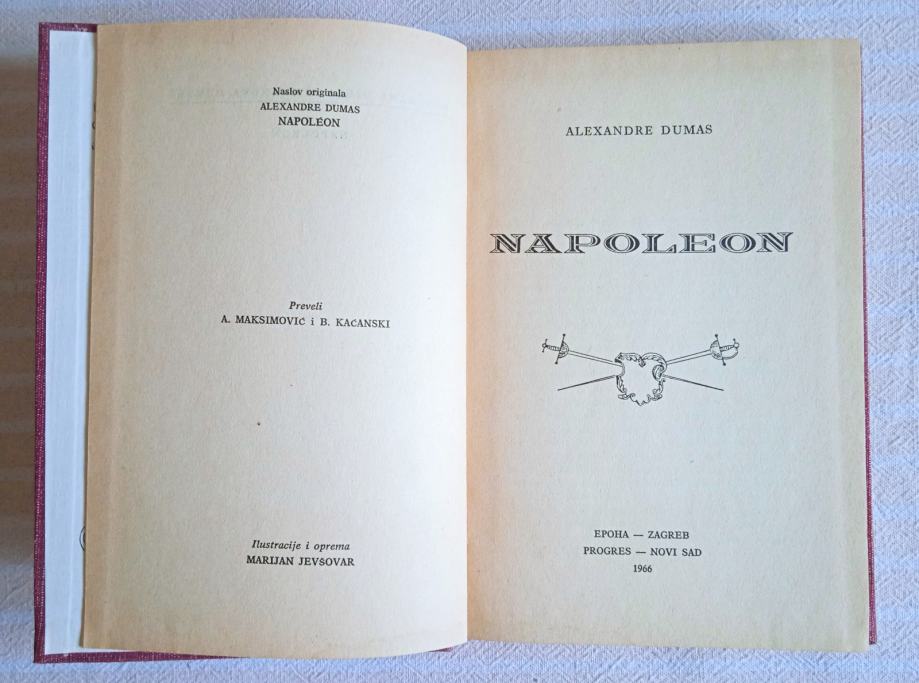 Naslov originala
ALEXANDRE DUMAS
NAPOLÉON
Preveli
A. MAKSIMOVIĆ i B. KAĆANSKI
Ilustracije i oprema
MARIJAN JEVŠOVAR
ALEXANDRE DUMAS
NAPOLEON
EPOHA — ZAGREB
PROGRES — NOVI SAD
1966